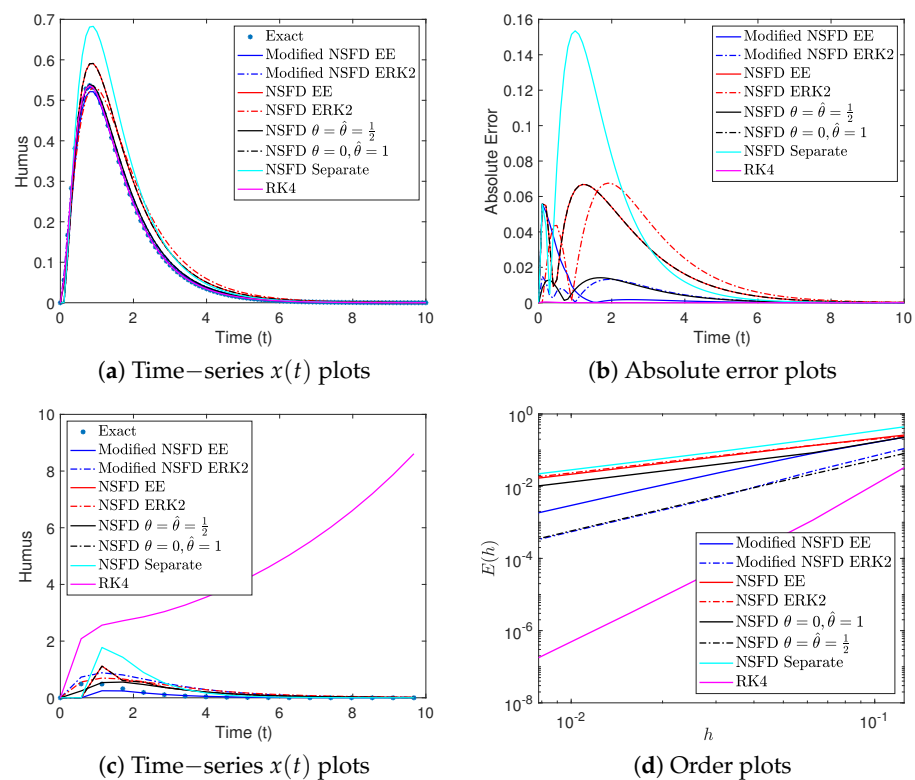 0.7
0.6
0.5
0.4
0.3
0.2
0.1
0
Humus
Exact
Modified NSFD EE
Modified NSFD ERK2
NSFD EE
NSFD ERK2
NSFD θ = θ̂ = 1/2
NSFD θ = 0, θ̂ = 1
NSFD Separate
RK4
0 2 4 6 8 10
Time (t)
(a) Time−series x(t) plots
0.16
0.14
0.12
0.10
0.08
0.06
0.04
0.02
0.00
Absolute Error
Modified NSFD EE
Modified NSFD ERK2
NSFD EE
NSFD ERK2
NSFD θ = θ̂ = 1/2
NSFD θ = 0, θ̂ = 1
NSFD Separate
RK4
0 2 4 6 8 10
Time (t)
(b) Absolute error plots
10
8
6
4
2
0
Humus
Exact
Modified NSFD EE
Modified NSFD ERK2
NSFD EE
NSFD ERK2
NSFD θ = θ̂ = 1/2
NSFD θ = 0, θ̂ = 1
NSFD Separate
RK4
0 2 4 6 8 10
Time (t)
(c) Time−series x(t) plots
10⁰
10⁻²
10⁻⁴
10⁻⁶
10⁻⁸
E(h)
Modified NSFD EE
Modified NSFD ERK2
NSFD EE
NSFD ERK2
NSFD θ = 0, θ̂ = 1
NSFD θ = θ̂ = 1/2
NSFD Separate
RK4
10⁻² 10⁻¹
h
(d) Order plots